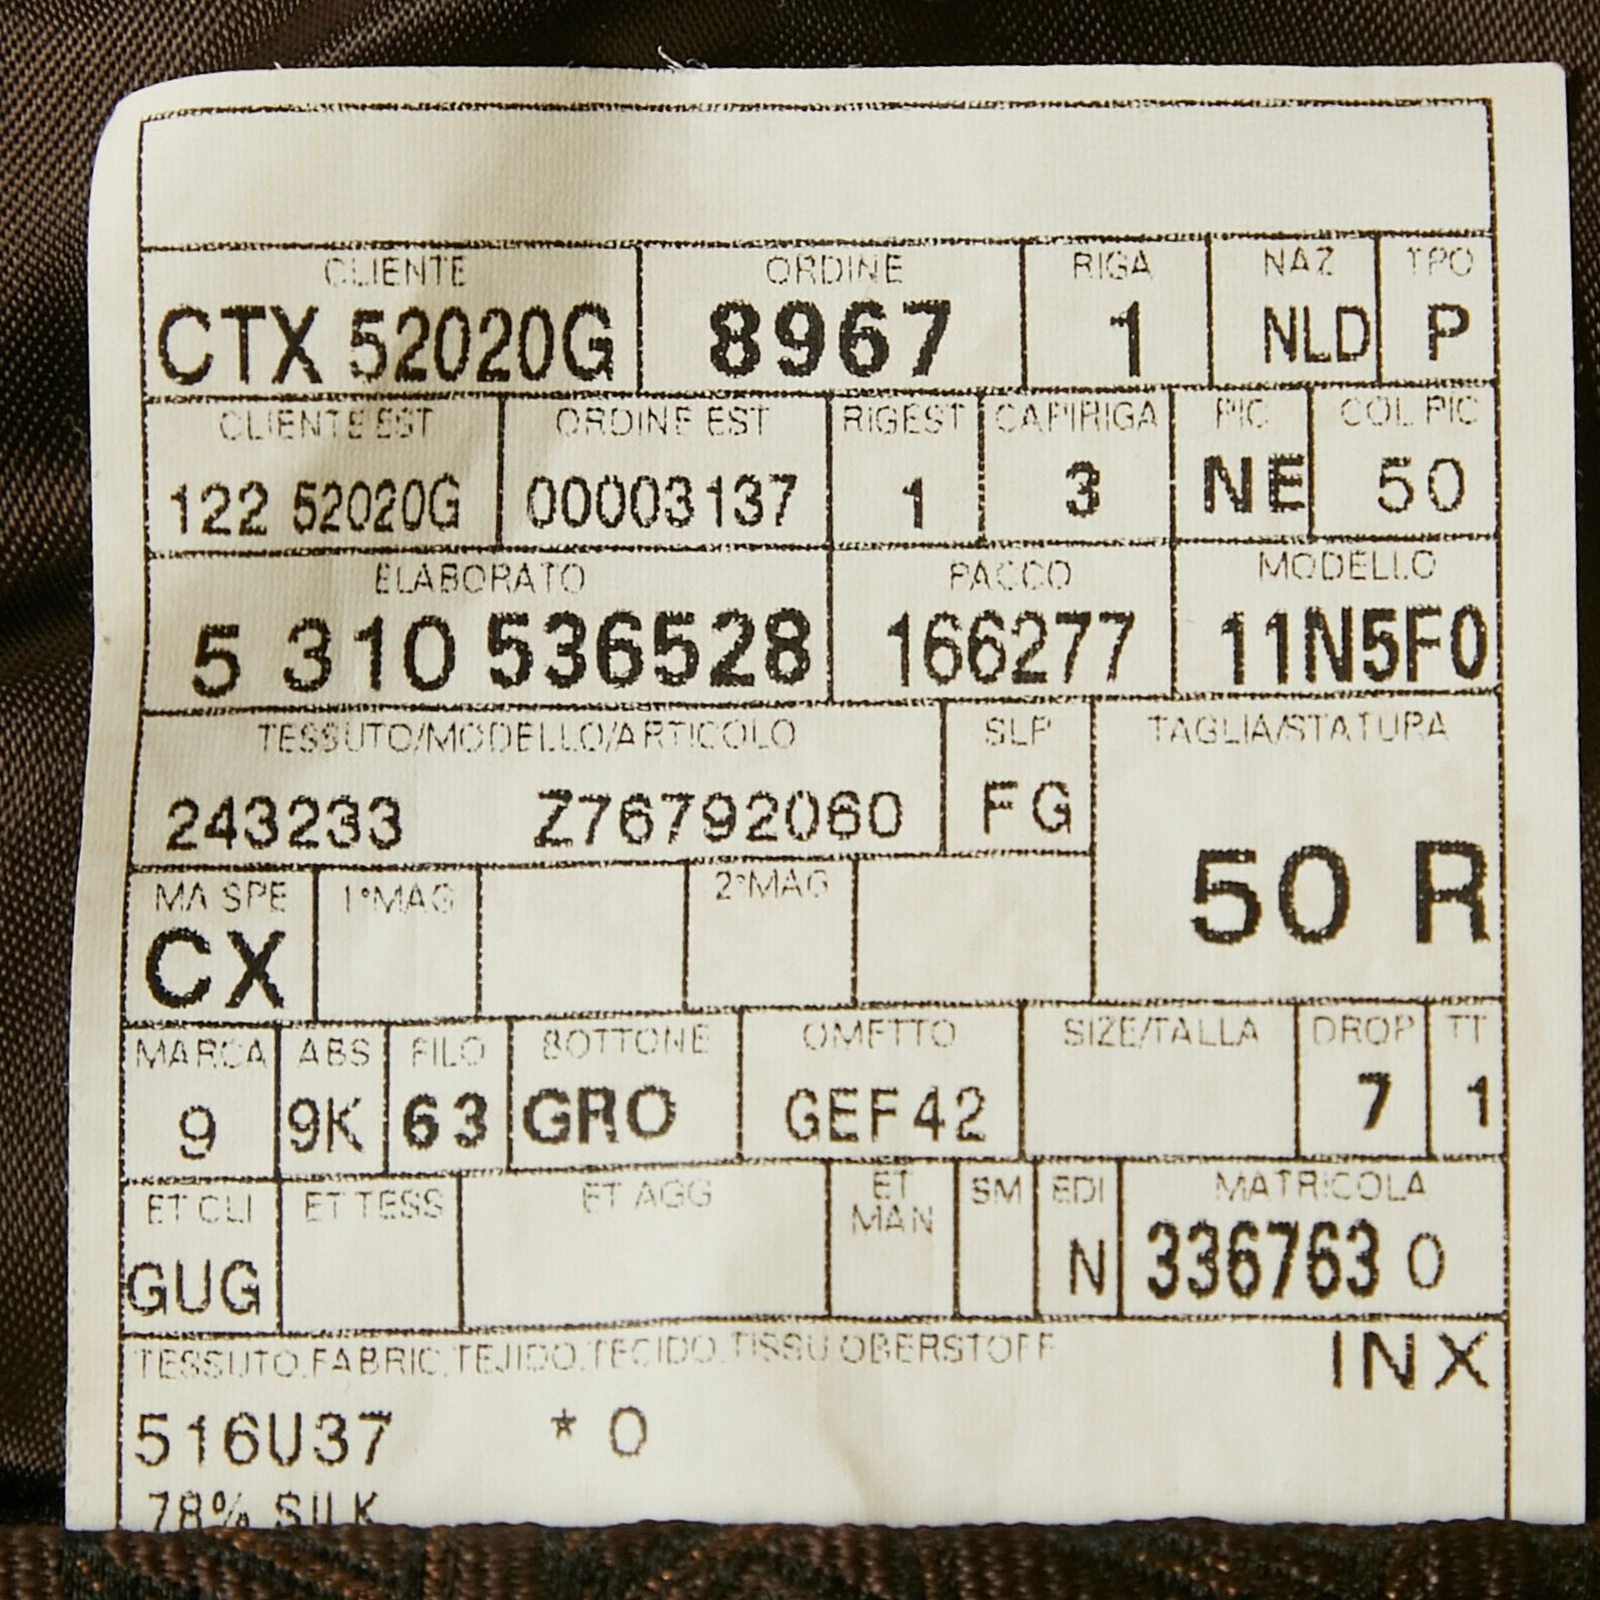 CLIENTE ORDINE RIGA NAZ TPO
CTX 52020G 8967 1 NLD P
CLIENTE EST ORDINE EST RIGEST CAPIRIGA PIC COL PIC
122 52020G 00003137 1 3 NE 50
ELABORATO PACCO MODELLO
5 310 536528 166277 11N5F0
TESSUTO/MODELLO/ARTICOLO SLP TAGLIA/STATURA
243233 Z76792060 FG
50 R
MA SPE 1°MAG 2°MAG
CX
MARCA ABS FILO BOTTONE OMETTO SIZE/TALLA DROP TT
9 9K 63 GRO GEF42 7 1
ET CLI ET TESS ET AGG ET MAN SM EDI MATRICOLA
GUG N 336763 0
TESSUTO.FABRIC.TEJIDO.TECIDO.TISSU.OBERSTOFF INX
516U37 * 0
78% SILK